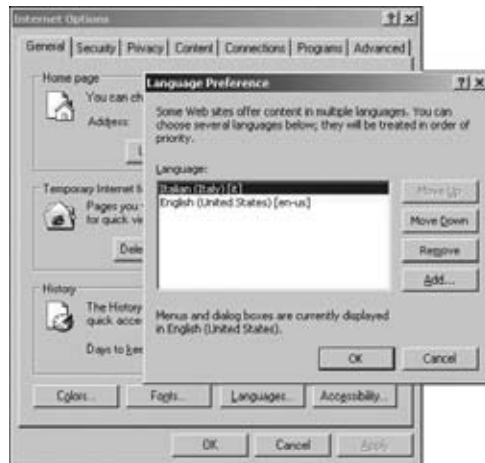 Internet Options
General Security Privacy Content Connections Programs Advanced
Home page
You can ch
Address:
Language Preference
Some Web sites offer content in multiple languages. You can
choose several languages below; they will be treated in order of
priority.
Language:
Italian (Italy) [it]
English (United States) [en-us]
Move Up
Move Down
Remove
Add...
Menus and dialog boxes are currently displayed
in English (United States).
OK Cancel
Temporary Internet fi
Pages you
for quick vie
Dele
History
The History
quick acce
Days to kee
Colors... Fonts... Languages... Accessibility...
OK Cancel Apply